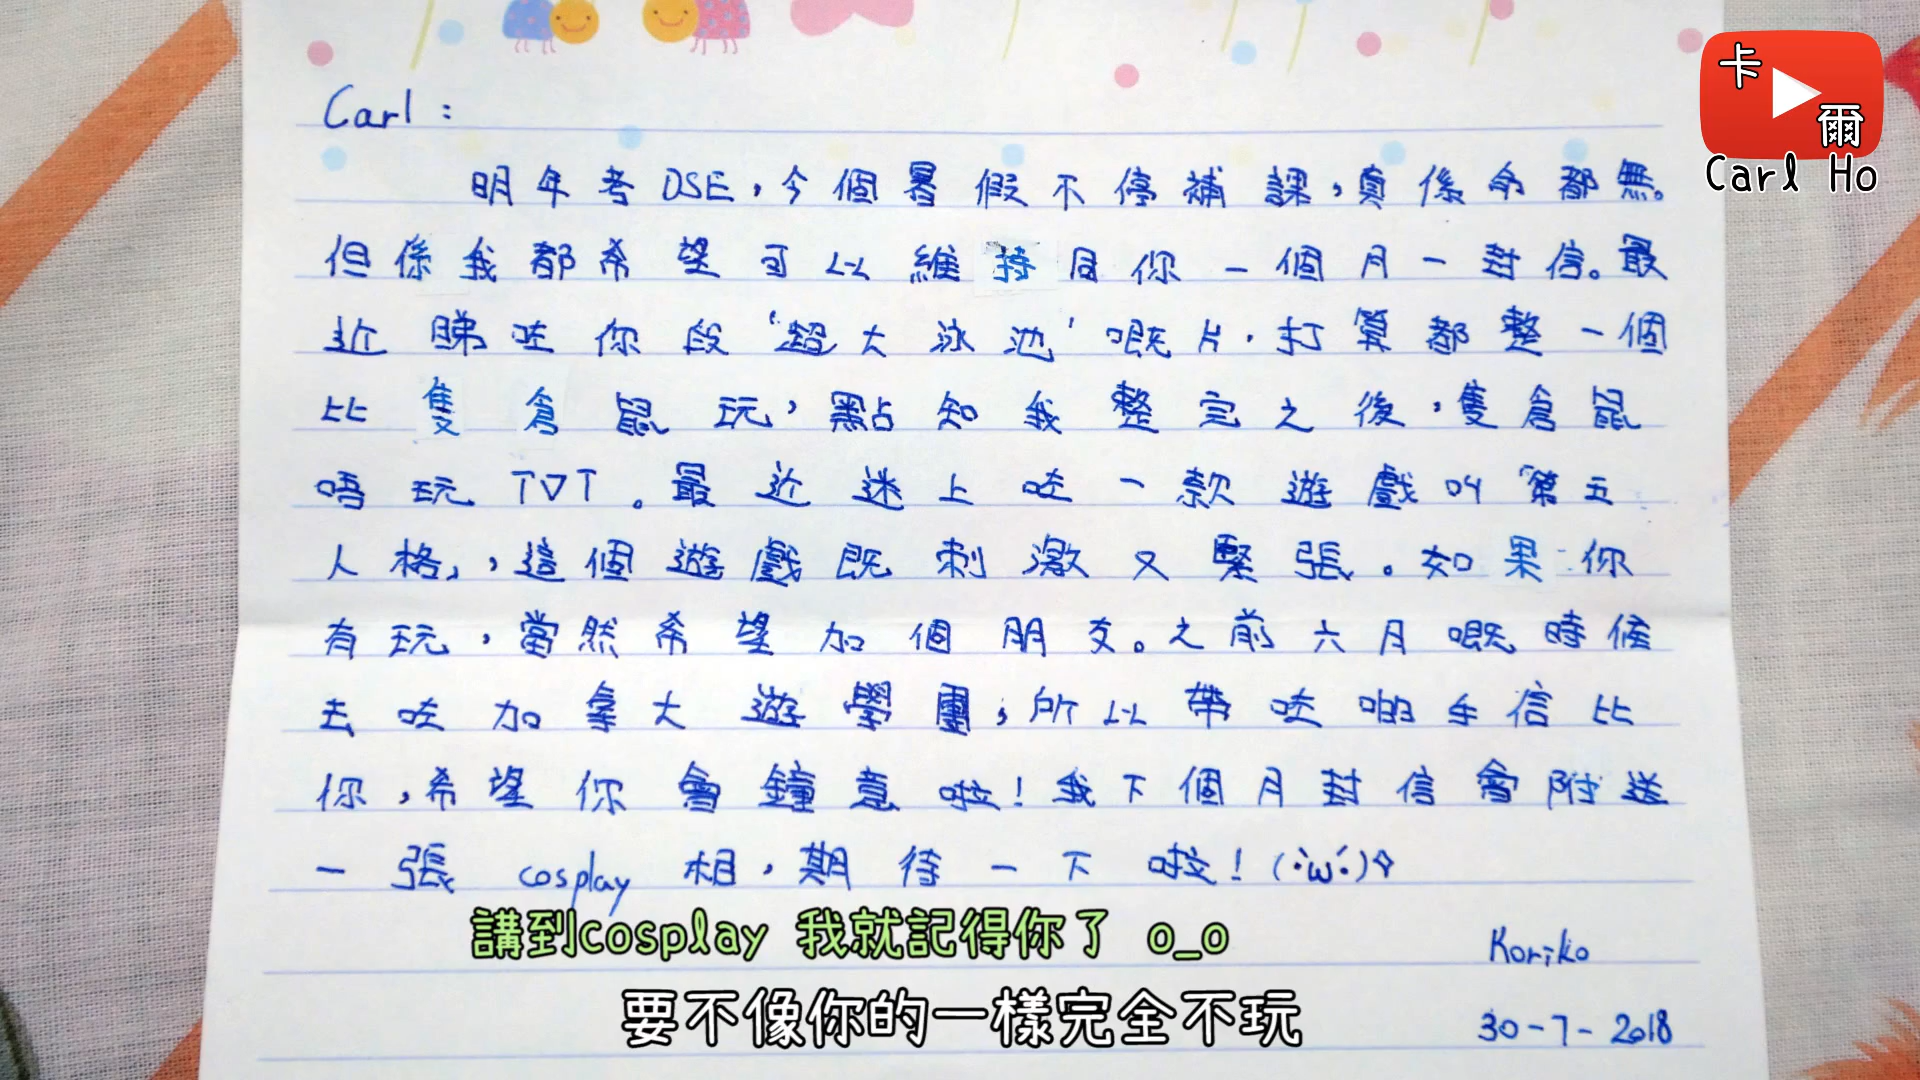 Carl：
明年考DSE，今個暑假不停補課，真係命都無。
但係我都希望可以維持同你一個月一封信。最
近睇咗你段‘超大泳池’嘅片，打算都整一個
比隻倉鼠玩，點知我整完之後，隻倉鼠
唔玩T▽T。最近迷上咗一款遊戲叫「第五
人格」，這個遊戲既刺激又緊張。如果你
有玩，當然希望加個朋友。之前六月嘅時候
去咗加拿大遊學團，所以帶咗啲手信比
你，希望你會鐘意啦！我下個月封信會附送
一張cosplay相，期待一下啦！(･`ω´･)✧
Koriko
30-7-2018
講到cosplay 我就記得你了 o_o
要不像你的一樣完全不玩
卡爾
Carl Ho